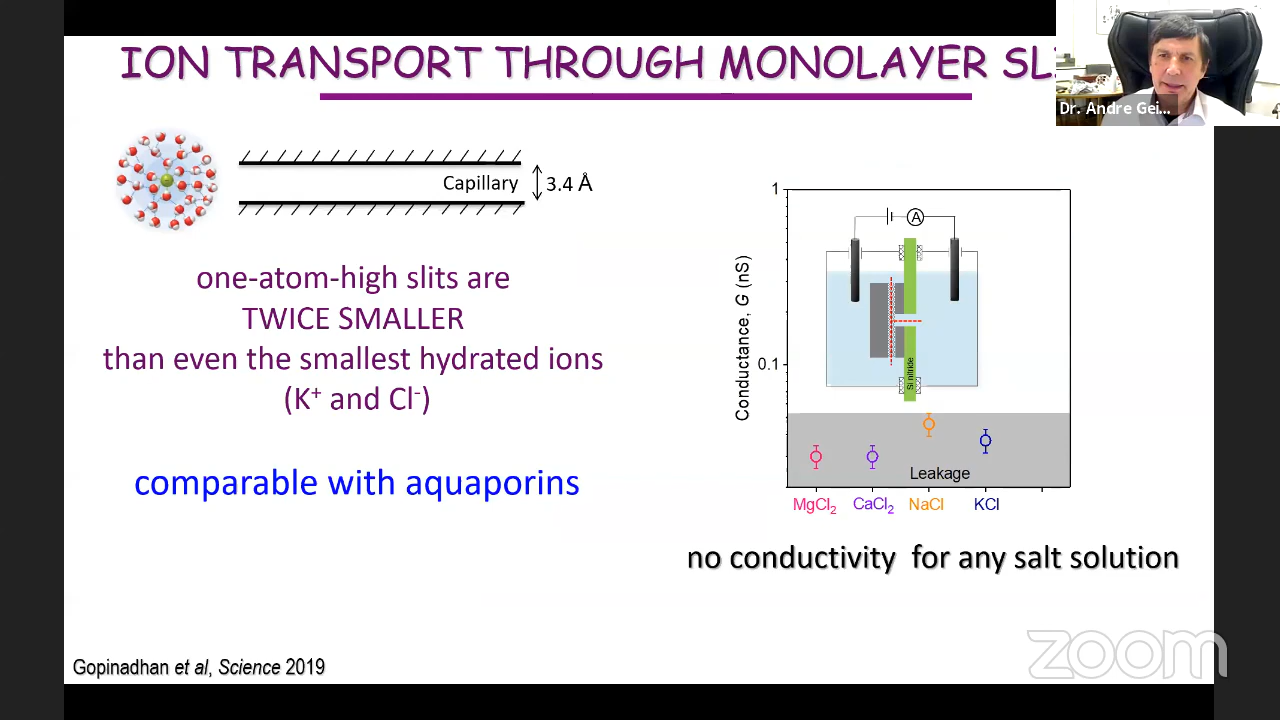 ION TRANSPORT THROUGH MONOLAYER
Dr. Andre Gei...
Capillary
3.4 Å
one-atom-high slits are
TWICE SMALLER
than even the smallest hydrated ions
(K⁺ and Cl⁻)
comparable with aquaporins
Gopinadhan et al, Science 2019
Conductance, G (nS)
1
0.1
A
Si nitride
Leakage
MgCl₂ CaCl₂ NaCl KCl
no conductivity for any salt solution
zoom